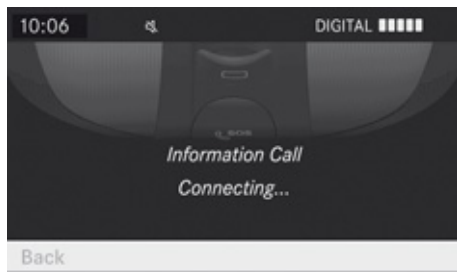 10:06 DIGITAL
SOS
Information Call
Connecting...
Back